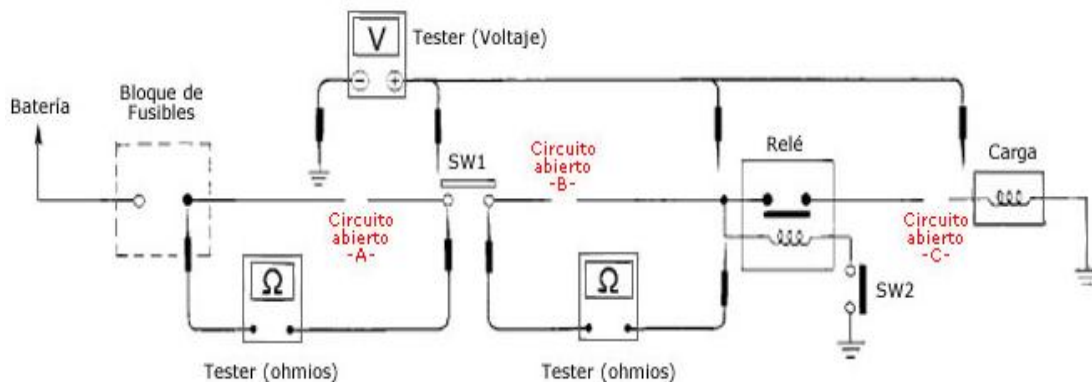 V
Tester (Voltaje)
Batería
Bloque de
Fusibles
SW1
Circuito
abierto
-B-
Relé
Carga
Circuito
abierto
-A-
Circuito
abierto
-C-
SW2
Ω
Ω
Tester (ohmios)
Tester (ohmios)